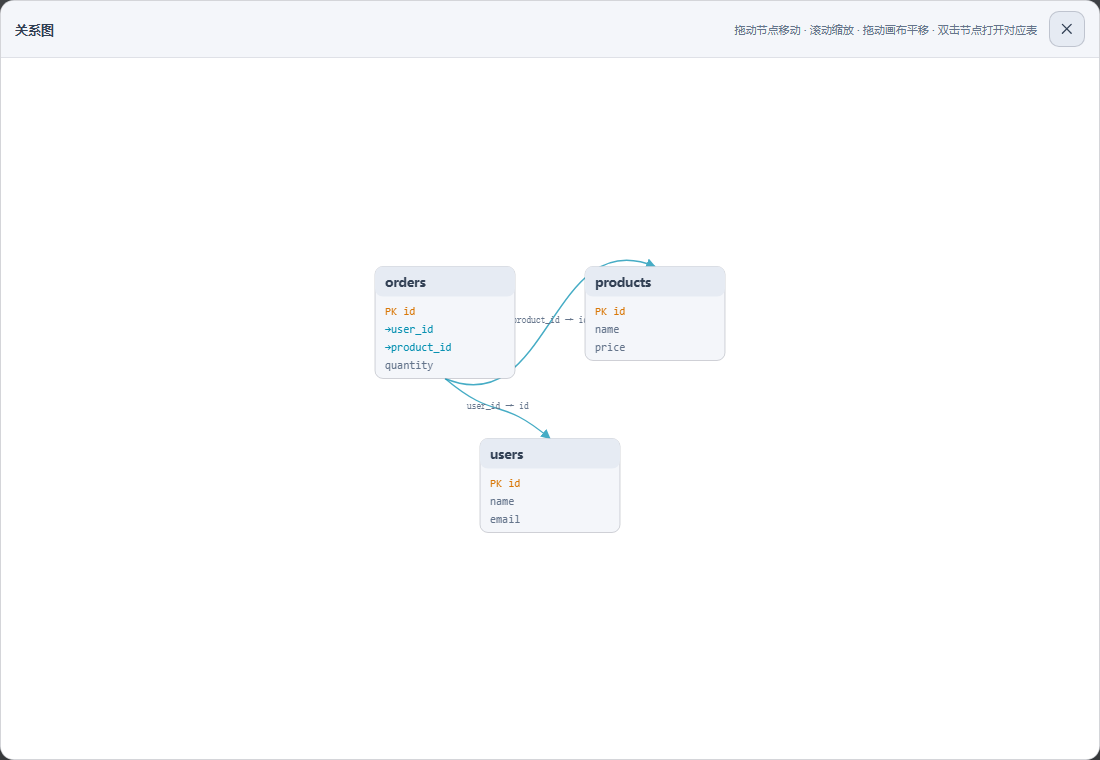 关系图
拖动节点移动 · 滚动缩放 · 拖动画布平移 · 双击节点打开对应表
orders
PK id
→user_id
→product_id
quantity
product_id → id
products
PK id
name
price
user_id → id
users
PK id
name
email